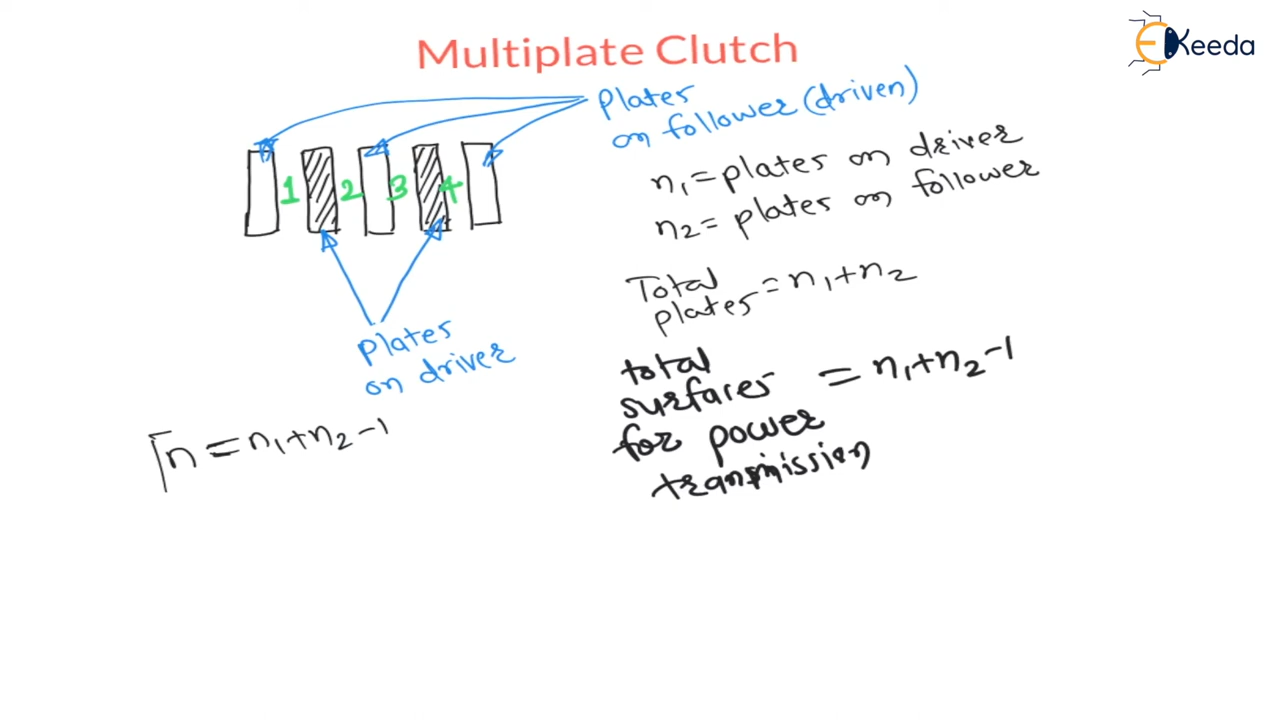 Multiplate Clutch
EKeeda
plates
on follower (driven)
1 2 3 4
n1 = plates on driver
n2 = plates on follower
Total
plates = n1+n2
plates
on driver
total
surfaces = n1+n2-1
for power
transmission
n = n1+n2-1